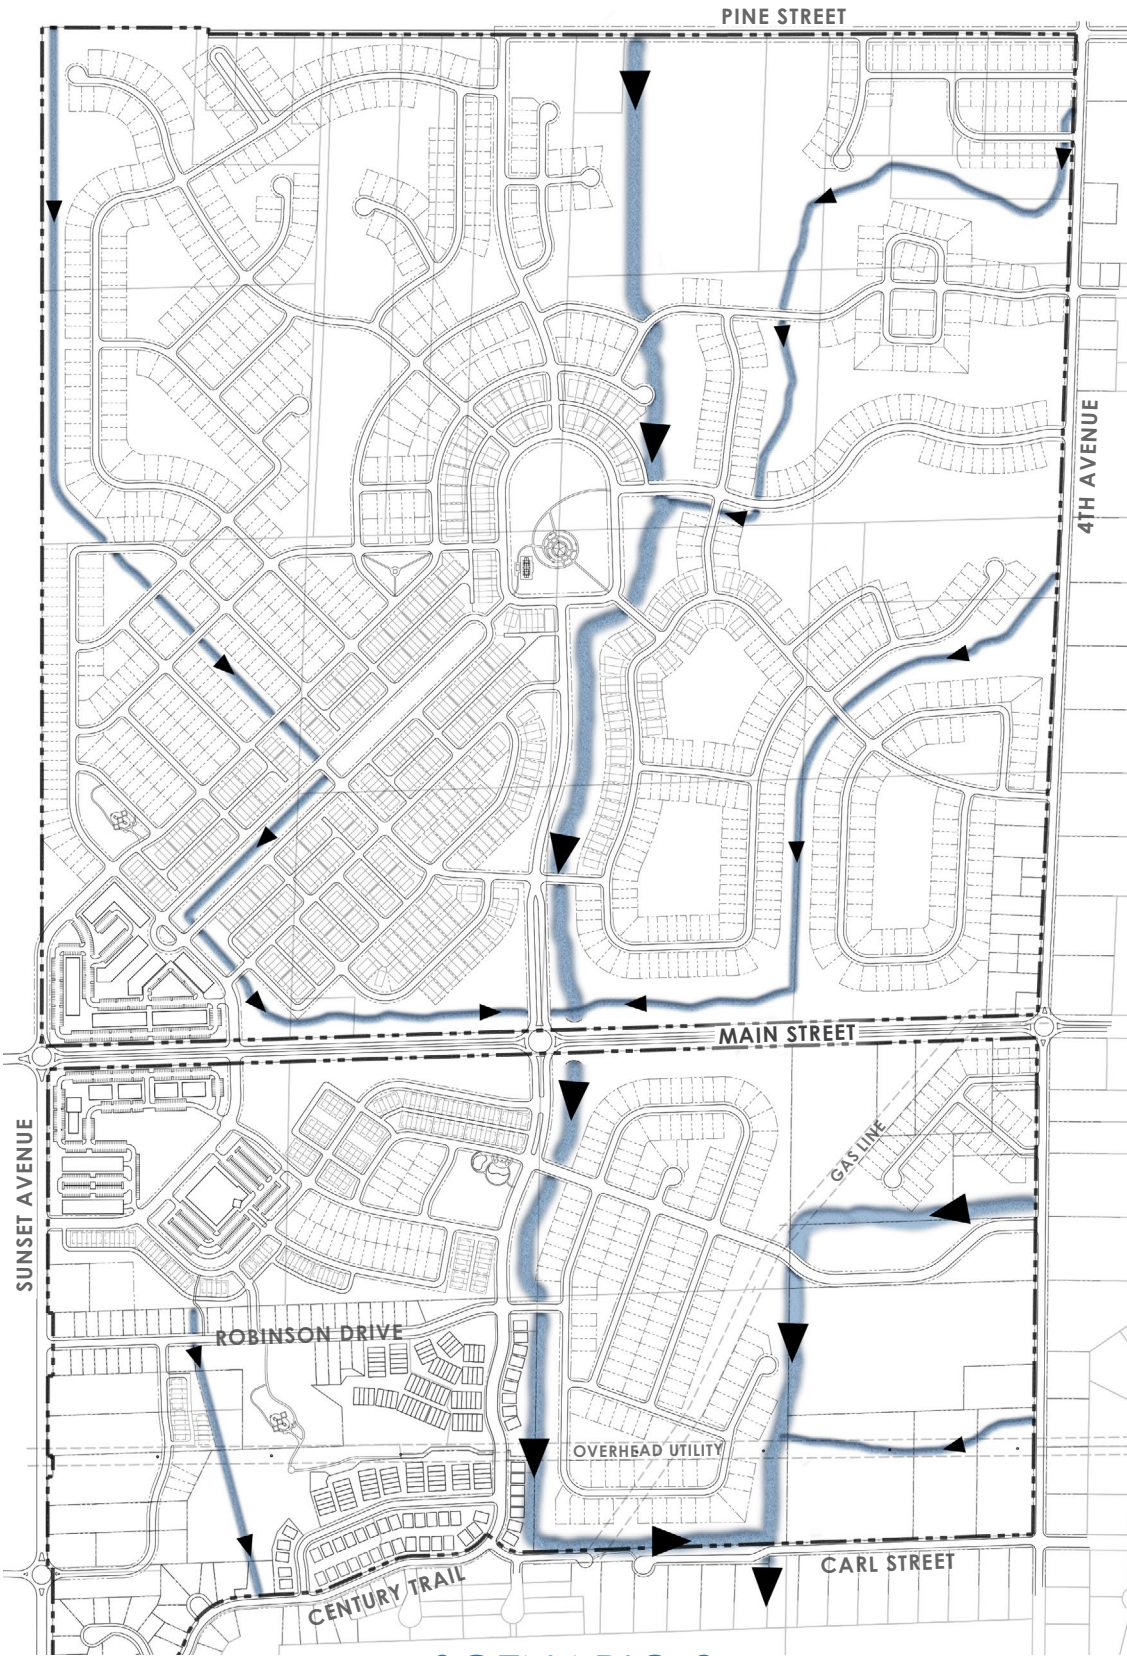 PINE STREET
4TH AVENUE
MAIN STREET
GAS LINE
SUNSET AVENUE
ROBINSON DRIVE
OVERHEAD UTILITY
CARL STREET
CENTURY TRAIL